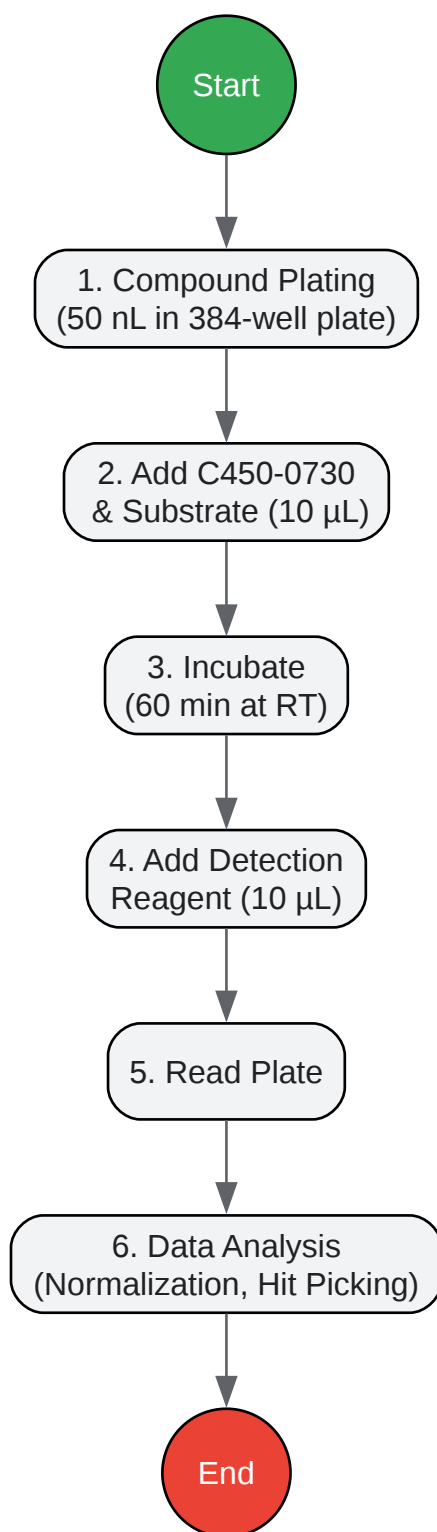 Start
1. Compound Plating
(50 nL in 384-well plate)
2. Add C450-0730
& Substrate (10 µL)
3. Incubate
(60 min at RT)
4. Add Detection
Reagent (10 µL)
5. Read Plate
6. Data Analysis
(Normalization, Hit Picking)
End